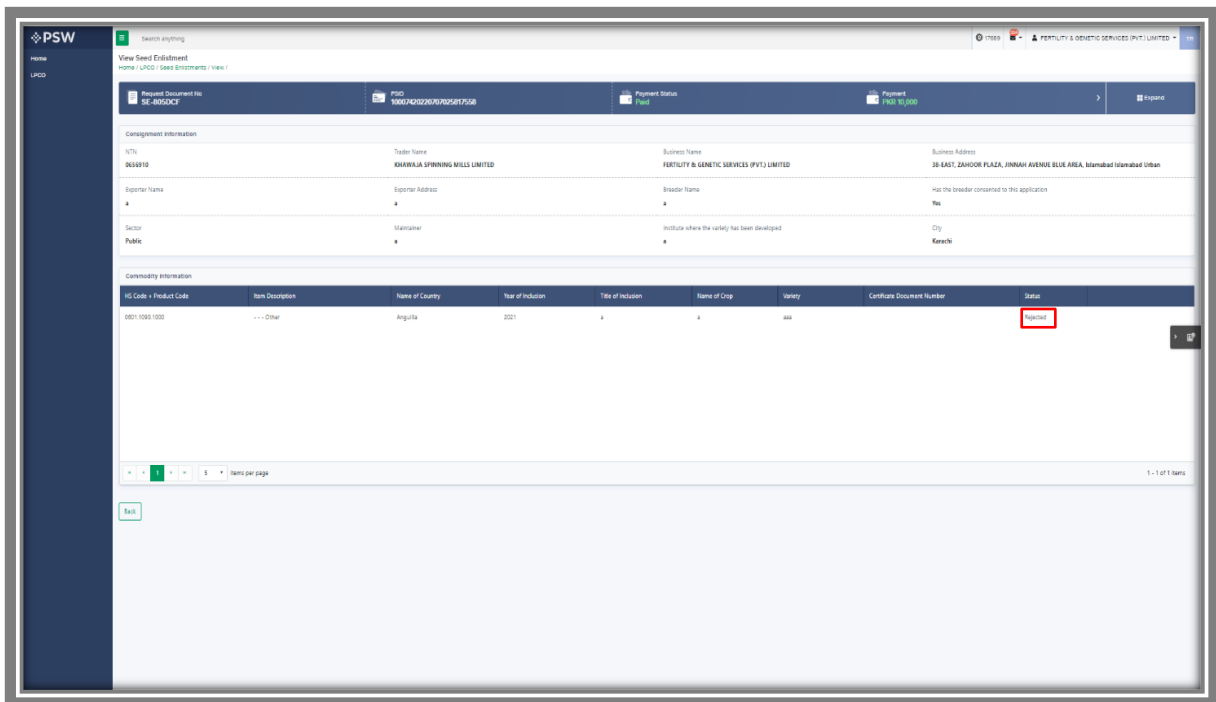 PSW
Search anything
17689
FERTILITY & GENETIC SERVICES (PVT.) LIMITED
TR
Home
LPCO
View Seed Enlistment
Home / LPCO / Seed Enlistments / View /
Request Document No
SE-805DCF
PSID
10007420220707025817558
Payment Status
Paid
Payment
PKR 10,000
Expand
Consignment Information
NTN
Trader Name
Business Name
Business Address
0656910
KHAWAJA SPINNING MILLS LIMITED
FERTILITY & GENETIC SERVICES (PVT.) LIMITED
38-EAST, ZAHOOR PLAZA, JINNAH AVENUE BLUE AREA, Islamabad Islamabad Urban
Exporter Name
Exporter Address
Breeder Name
Has the breeder consented to this application
a
a
a
Yes
Sector
Maintainer
Institute where the variety has been developed
City
Public
a
a
Karachi
Commodity Information
HS Code + Product Code Item Description Name of Country Year of Inclusion Title of Inclusion Name of Crop Variety Certificate Document Number Status
0601.1090.1000 - - - Other Anguilla 2021 a a aaa Rejected
1 5 items per page 1 - 1 of 1 items
Back